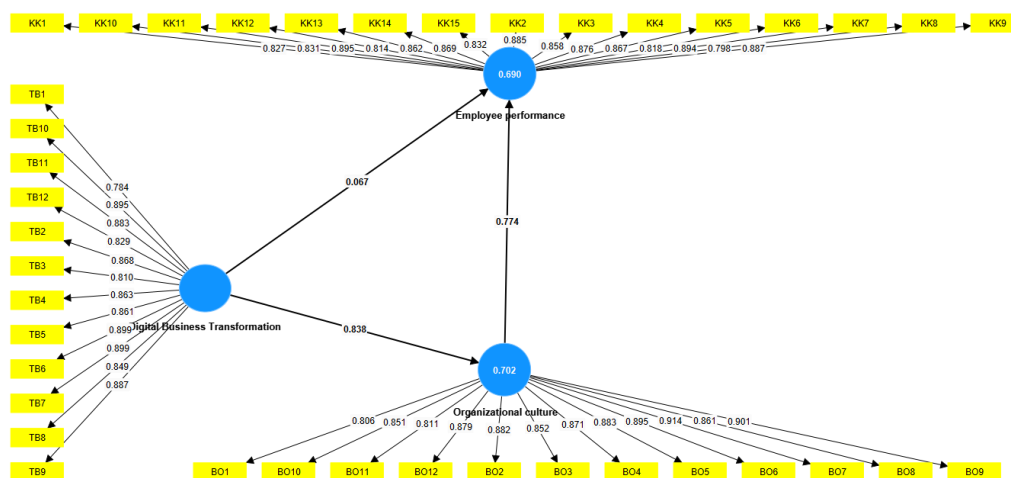 KK1 KK10 KK11 KK12 KK13 KK14 KK15 KK2 KK3 KK4 KK5 KK6 KK7 KK8 KK9
0.827 0.831 0.895 0.814 0.862 0.869 0.832 0.885 0.858 0.876 0.867 0.818 0.894 0.798 0.887
0.690
Employee performance
TB1
TB10
TB11
TB12
TB2
TB3
TB4
TB5
TB6
TB7
TB8
TB9
0.784
0.895
0.883
0.829
0.868
0.810
0.863
0.861
0.899
0.899
0.849
0.887
Digital Business Transformation
0.067
0.774
0.838
0.702
Organizational culture
0.806 0.851 0.811 0.879 0.882 0.852 0.871 0.883 0.895 0.914 0.861 0.901
BO1 BO10 BO11 BO12 BO2 BO3 BO4 BO5 BO6 BO7 BO8 BO9